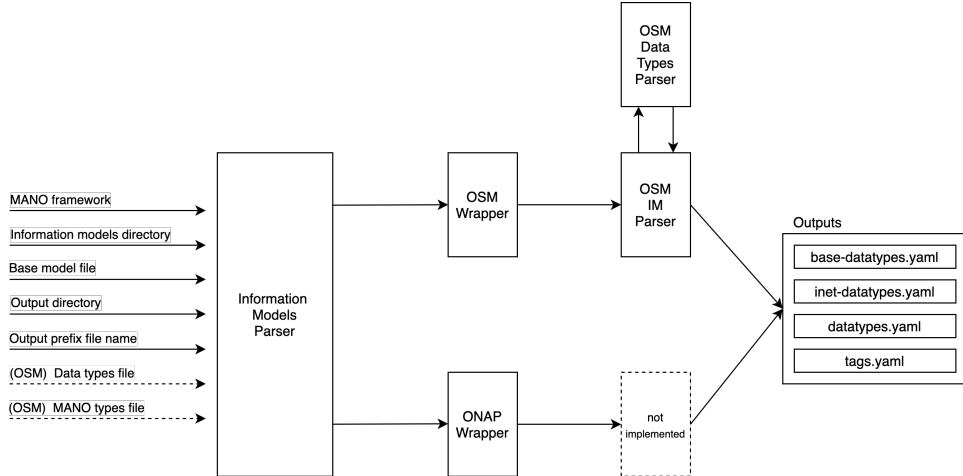 OSM
Data
Types
Parser
MANO framework
Information models directory
Base model file
Output directory
Output prefix file name
(OSM) Data types file
(OSM) MANO types file
Information
Models
Parser
OSM
Wrapper
OSM
IM
Parser
ONAP
Wrapper
not
implemented
Outputs
base-datatypes.yaml
inet-datatypes.yaml
datatypes.yaml
tags.yaml